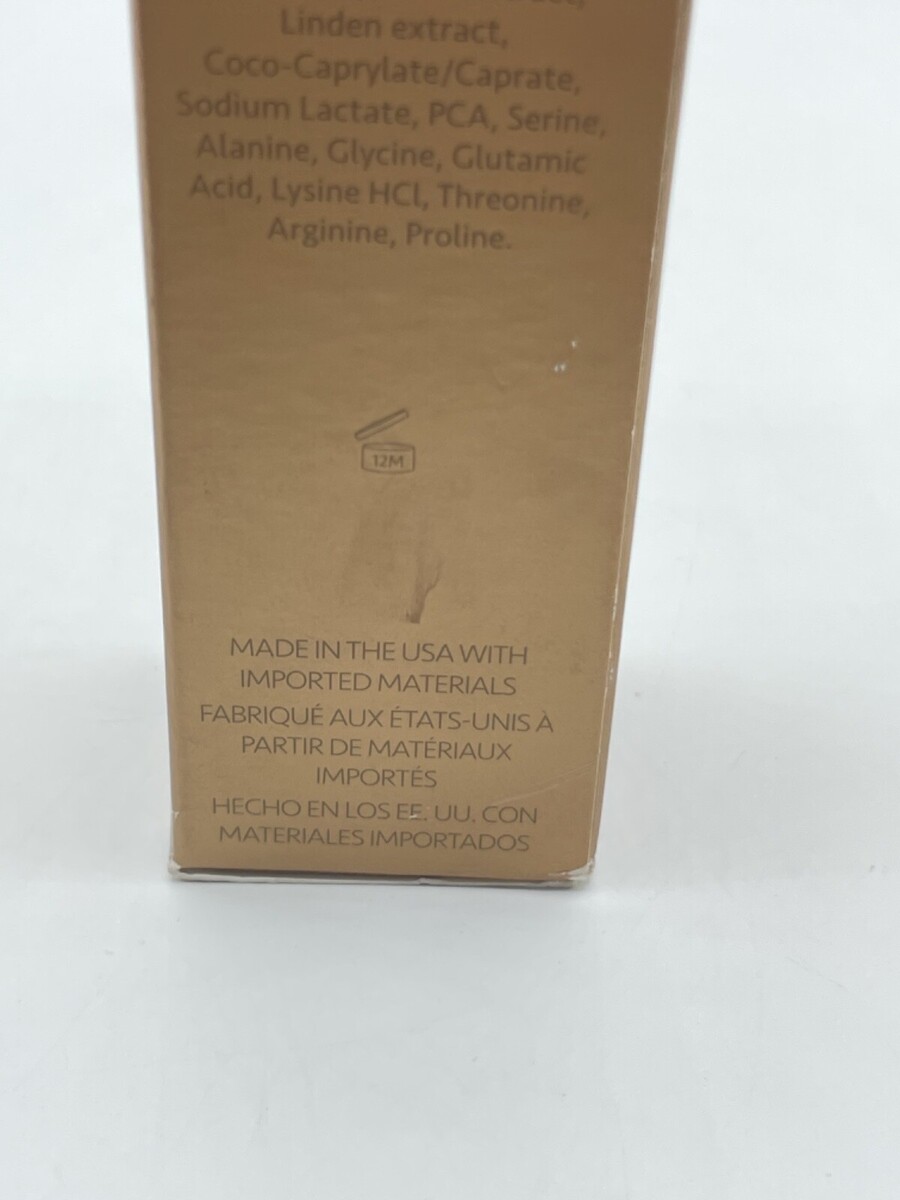 Linden extract,
Coco-Caprylate/Caprate,
Sodium Lactate, PCA, Serine,
Alanine, Glycine, Glutamic
Acid, Lysine HCl, Threonine,
Arginine, Proline.
12M
MADE IN THE USA WITH
IMPORTED MATERIALS
FABRIQUÉ AUX ÉTATS-UNIS À
PARTIR DE MATÉRIAUX
IMPORTÉS
HECHO EN LOS EE. UU. CON
MATERIALES IMPORTADOS